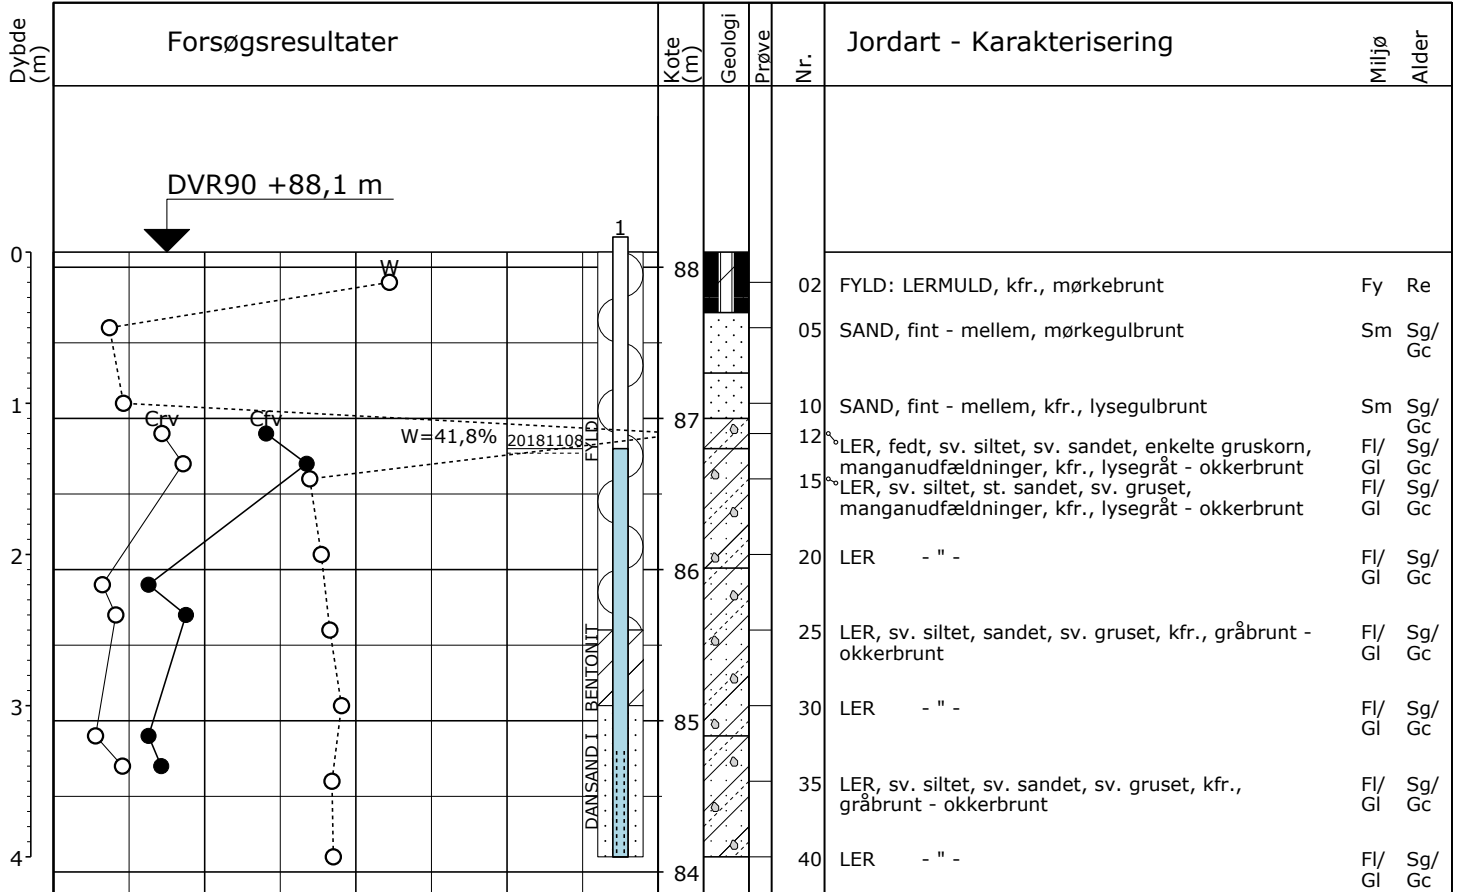 Dybde (m)
Forsøgsresultater
Kote (m)
Geologi
Prøve
Nr.
Jordart - Karakterisering
Miljø
Alder
DVR90 +88,1 m
1
0
W
88
02 FYLD: LERMULD, kfr., mørkebrunt Fy Re
05 SAND, fint - mellem, mørkegulbrunt Sm Sg/
Gc
1
Crv
Cfv
87
10 SAND, fint - mellem, kfr., lysegulbrunt Sm Sg/
Gc
W=41,8%
20181108
FYLD
12 LER, fedt, sv. siltet, sv. sandet, enkelte gruskorn, Fl/ Sg/
manganudfældninger, kfr., lysegråt - okkerbrunt Gl Gc
15 LER, sv. siltet, st. sandet, sv. gruset, Fl/ Sg/
manganudfældninger, kfr., lysegråt - okkerbrunt Gl Gc
2
86
20 LER - " - Fl/ Sg/
Gl Gc
BENTONIT
25 LER, sv. siltet, sandet, sv. gruset, kfr., gråbrunt - Fl/ Sg/
okkerbrunt Gl Gc
3
85
30 LER - " - Fl/ Sg/
Gl Gc
DANSAND I
35 LER, sv. siltet, sv. sandet, sv. gruset, kfr., Fl/ Sg/
gråbrunt - okkerbrunt Gl Gc
4
84
40 LER - " - Fl/ Sg/
Gl Gc